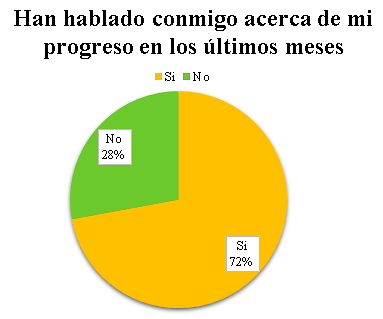 Han hablado conmigo acerca de mi
progreso en los últimos meses
Si No
No
28%
Si
72%